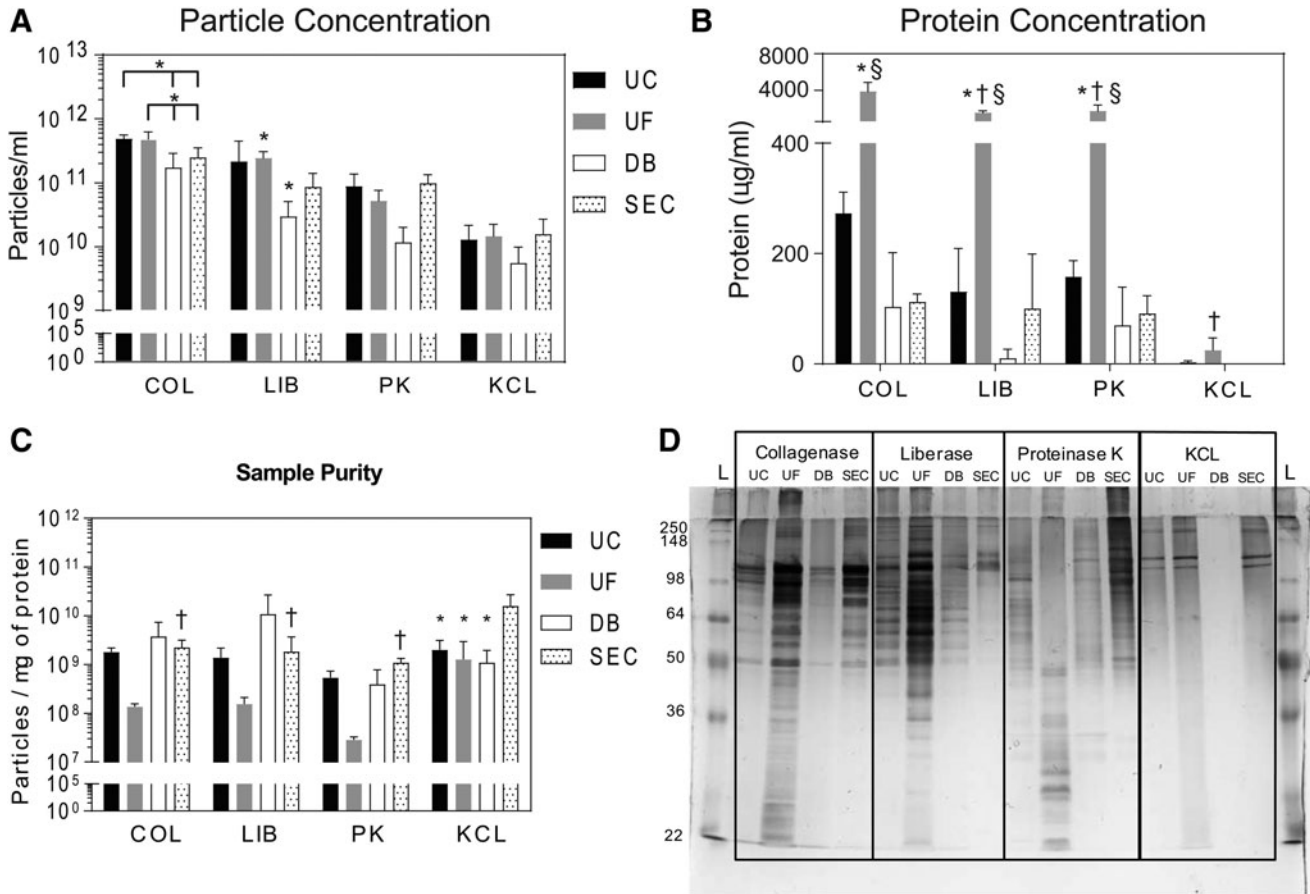 A
Particle Concentration
10^13
10^12
10^11
10^10
10^9
10^5
10^0
Particles/ml
*
*
*
*
COL LIB PK KCL
UC
UF
DB
SEC
B
Protein Concentration
8000
4000
400
200
0
Protein (ųg/ml)
*§
*†§
*†§
†
COL LIB PK KCL
C
Sample Purity
10^12
10^11
10^10
10^9
10^8
10^7
10^5
10^0
Particles / mg of protein
†
†
†
* * *
COL LIB PK KCL
UC
UF
DB
SEC
D
Collagenase Liberase Proteinase K KCL
L UC UF DB SEC UC UF DB SEC UC UF DB SEC UC UF DB SEC L
250
148
98
64
50
36
22